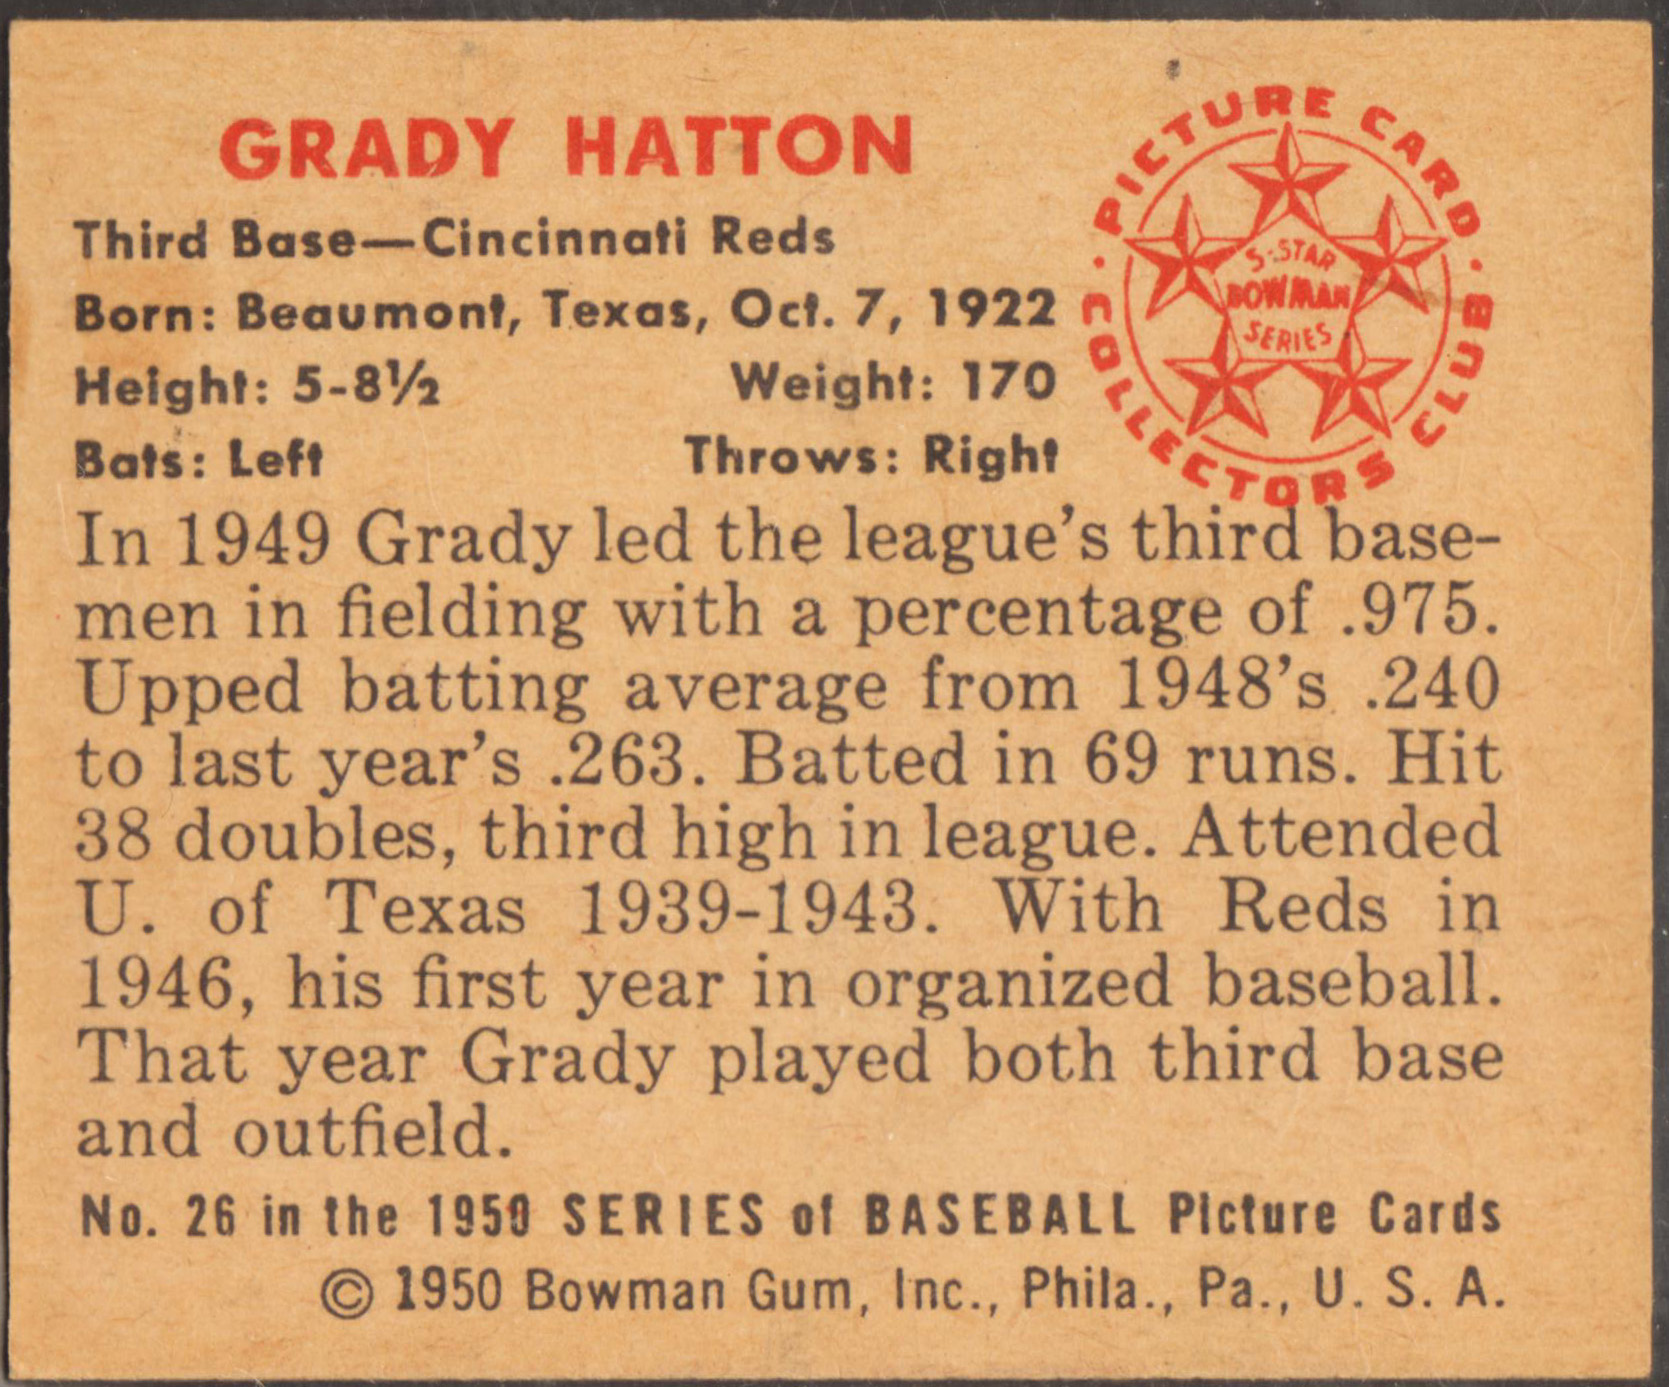 GRADY HATTON
Third Base—Cincinnati Reds
Born: Beaumont, Texas, Oct. 7, 1922
Height: 5-8½ Weight: 170
Bats: Left Throws: Right
PICTURE CARD
COLLECTORS
CLUB
5-STAR
BOWMAN
SERIES
In 1949 Grady led the league's third base-
men in fielding with a percentage of .975.
Upped batting average from 1948's .240
to last year's .263. Batted in 69 runs. Hit
38 doubles, third high in league. Attended
U. of Texas 1939-1943. With Reds in
1946, his first year in organized baseball.
That year Grady played both third base
and outfield.
No. 26 in the 1950 SERIES of BASEBALL Picture Cards
© 1950 Bowman Gum, Inc., Phila., Pa., U. S. A.